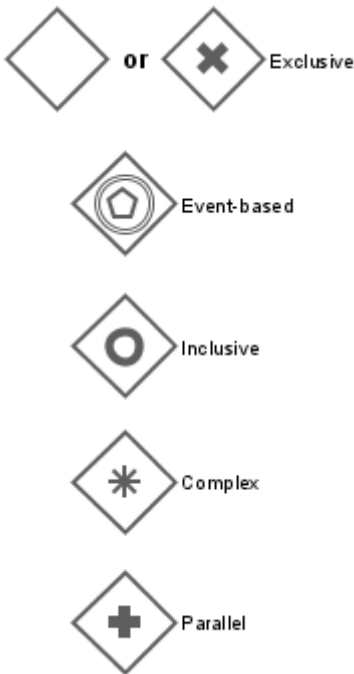 or Exclusive
Event-based
Inclusive
Complex
Parallel